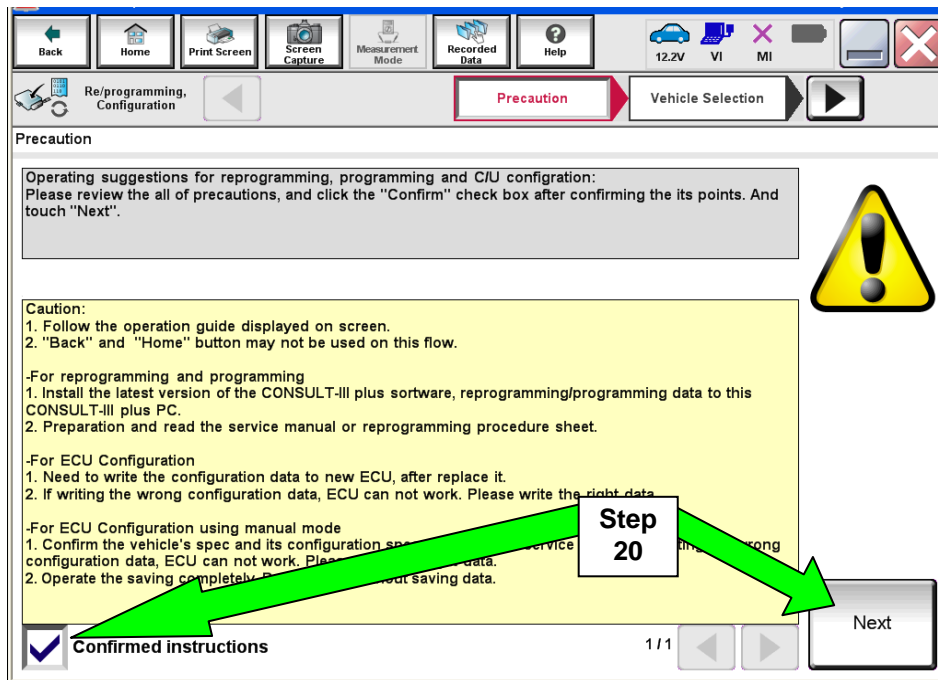 Back
Home
Print Screen
Screen
Capture
Measurement
Mode
Recorded
Data
Help
12.2V
VI
MI
Re/programming,
Configuration
Precaution
Vehicle Selection
Precaution
Operating suggestions for reprogramming, programming and C/U configration:
Please review the all of precautions, and click the "Confirm" check box after confirming the its points. And
touch "Next".
Caution:
1. Follow the operation guide displayed on screen.
2. "Back" and "Home" button may not be used on this flow.
-For reprogramming and programming
1. Install the latest version of the CONSULT-III plus sortware, reprogramming/programming data to this
CONSULT-III plus PC.
2. Preparation and read the service manual or reprogramming procedure sheet.
-For ECU Configuration
1. Need to write the configuration data to new ECU, after replace it.
2. If writing the wrong configuration data, ECU can not work. Please write the right data.
-For ECU Configuration using manual mode
1. Confirm the vehicle's spec and its configuration
configuration data, ECU can not work. data.
2. Operate the saving completely. saving data.
Step
20
Confirmed instructions
1/1
Next